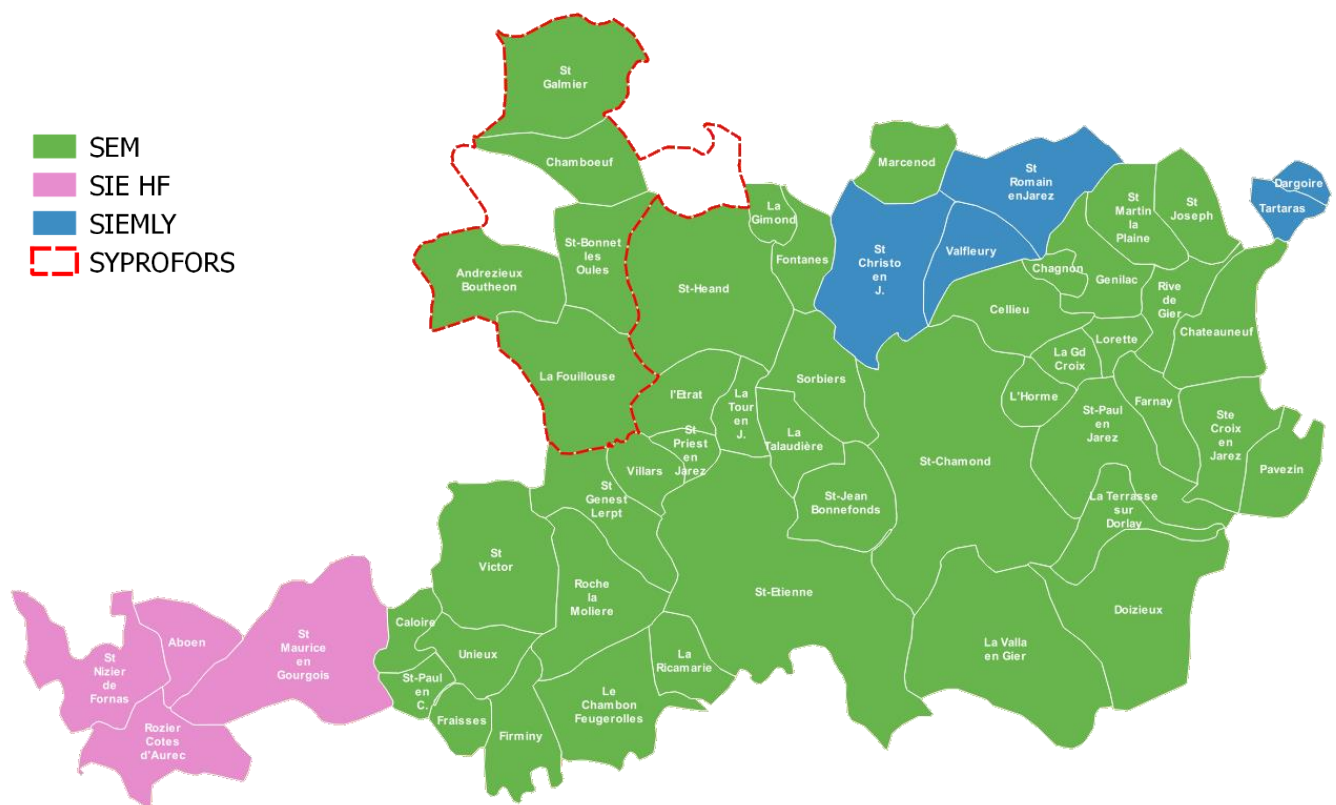 SEM
SIE HF
SIEMLY
SYPROFORS
St
Galmier
Chamboeuf
Andrezieux
Boutheon
St-Bonnet
les
Oules
La Fouillouse
St-Heand
La
Gimond
Fontanes
Marcenod
St
Romain
enJarez
St
Christo
en
J.
Valfleury
St
Martin
la
Plaine
St
Joseph
Dargoire
Tartaras
Chagnon
Genilac
Rive
de
Gier
Cellieu
Chateauneuf
Lorette
La Gd
Croix
L'Horme
Farnay
St-Paul
en
Jarez
Ste
Croix
en
Jarez
Pavezin
l'Etrat
La
Tour
en
J.
Sorbiers
La
Talaudière
St
Priest
en
Jarez
Villars
St
Genest
Lerpt
St-Jean
Bonnefonds
St-Chamond
La Terrasse
sur
Dorlay
St
Victor
Roche
la
Moliere
St-Etienne
Doizieux
La Valla
en Gier
Caloire
Unieux
La
Ricamarie
St-Paul
en
C.
Fraisses
Firminy
Le
Chambon
Feugerolles
St
Maurice
en
Gourgois
Aboen
St
Nizier
de
Fornas
Rozier
Cotes
d'Aurec